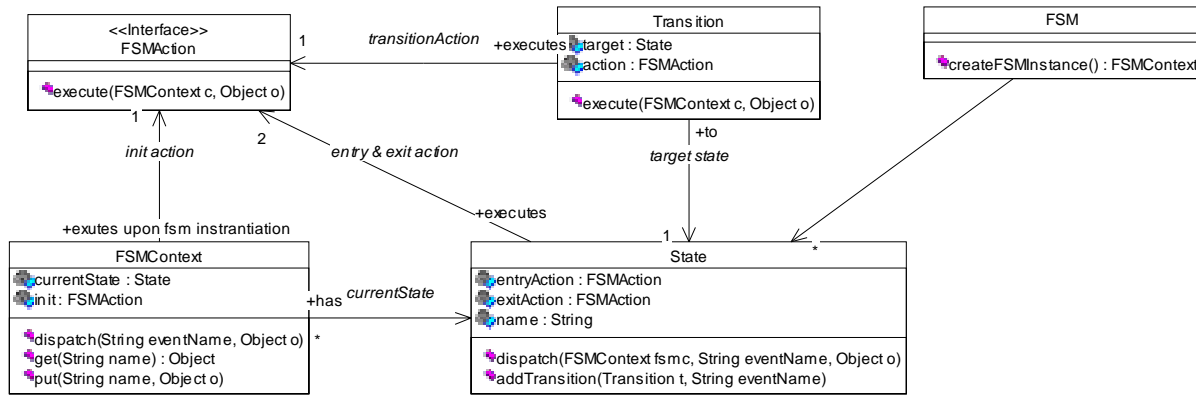 <<Interface>>
FSMAction
execute(FSMContext c, Object o)
1
transitionAction
+executes
Transition
target : State
action : FSMAction
execute(FSMContext c, Object o)
FSM
createFSMInstance() : FSMContext
1
init action
+exutes upon fsm instrantiation
2
entry & exit action
+executes
+to
target state
1
*
FSMContext
currentState : State
init : FSMAction
dispatch(String eventName, Object o)
get(String name) : Object
put(String name, Object o)
+has
currentState
*
State
entryAction : FSMAction
exitAction : FSMAction
name : String
dispatch(FSMContext fsmc, String eventName, Object o)
addTransition(Transition t, String eventName)